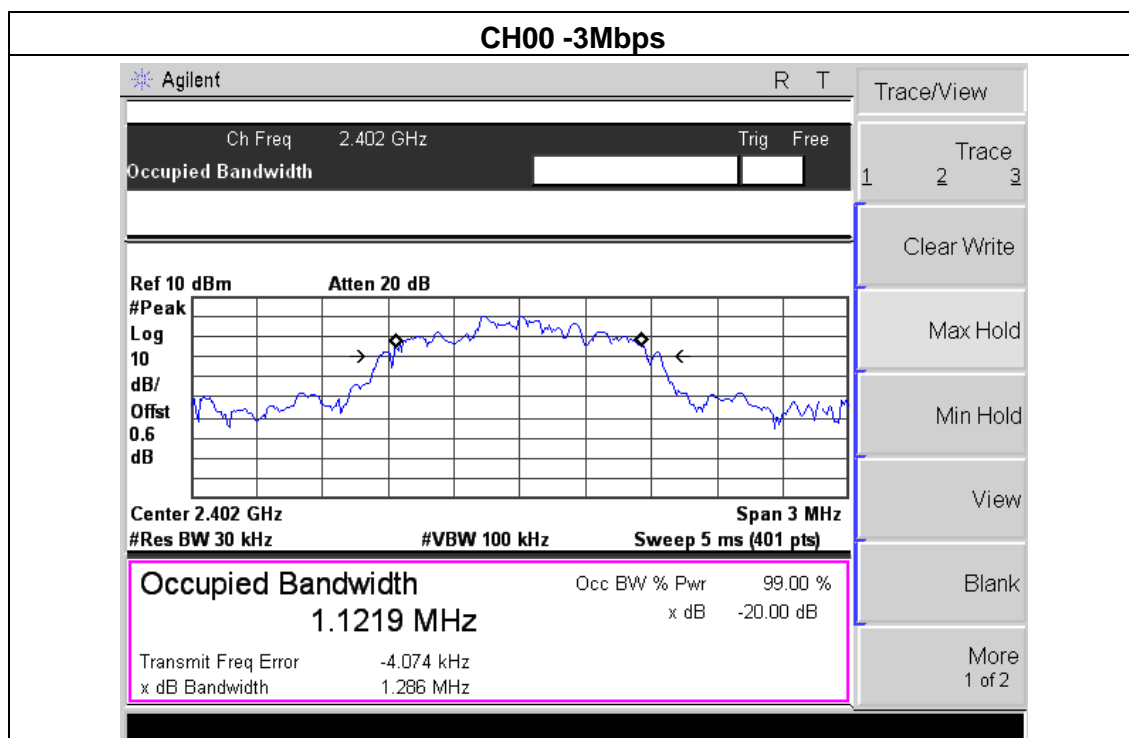 CH00 -3Mbps
Agilent R T
Trace/View
Ch Freq 2.402 GHz Trig Free
Occupied Bandwidth
Trace
1 2 3
Clear Write
Ref 10 dBm Atten 20 dB
#Peak
Log
10
dB/
Offst
0.6
dB
Max Hold
Min Hold
View
Center 2.402 GHz Span 3 MHz
#Res BW 30 kHz #VBW 100 kHz Sweep 5 ms (401 pts)
Occupied Bandwidth Occ BW % Pwr 99.00 %
1.1219 MHz x dB -20.00 dB
Blank
Transmit Freq Error -4.074 kHz
x dB Bandwidth 1.286 MHz
More
1 of 2